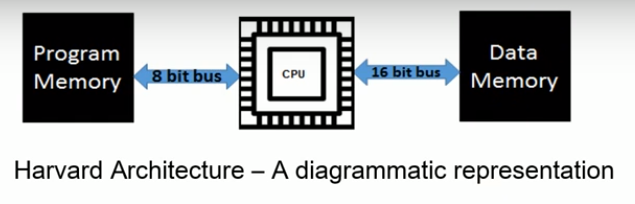 Program
Memory
8 bit bus
CPU
16 bit bus
Data
Memory
Harvard Architecture – A diagrammatic representation